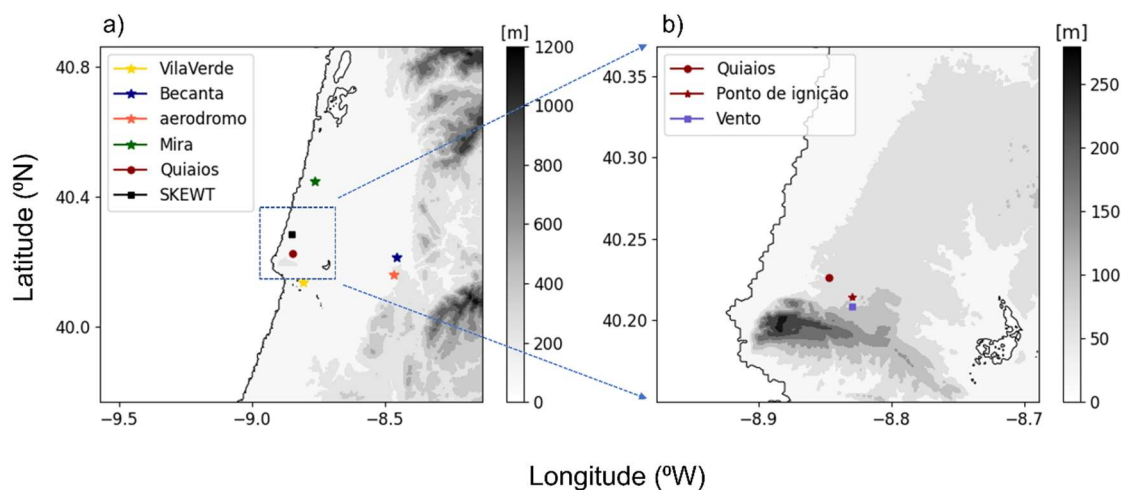 a)
[m]
1200
1000
800
600
400
200
0
40.8
40.4
40.0
−9.5
−9.0
−8.5
VilaVerde
Becanta
aerodromo
Mira
Quiaios
SKEWT
b)
[m]
250
200
150
100
50
0
40.35
40.30
40.25
40.20
−8.9
−8.8
−8.7
Quiaios
Ponto de ignição
Vento
Latitude (ºN)
Longitude (ºW)